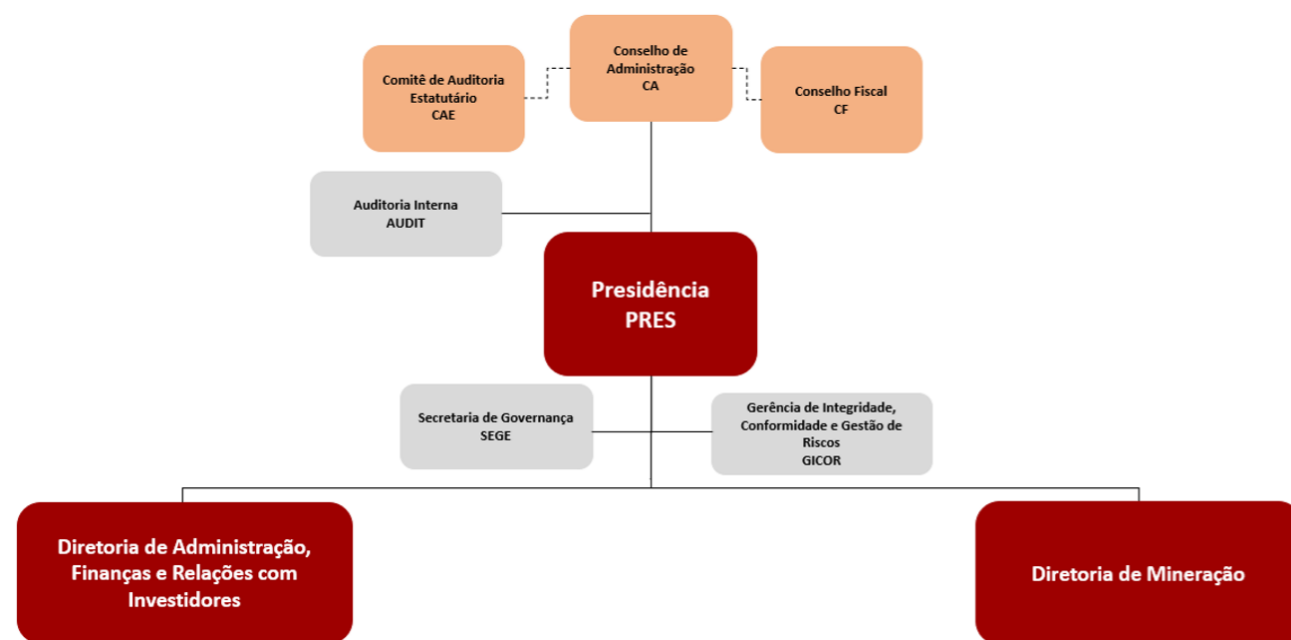 Conselho de
Administração
CA
Comitê de Auditoria
Estatutário
CAE
Conselho Fiscal
CF
Auditoria Interna
AUDIT
Presidência
PRES
Secretaria de Governança
SEGE
Gerência de Integridade,
Conformidade e Gestão de
Riscos
GICOR
Diretoria de Administração,
Finanças e Relações com
Investidores
Diretoria de Mineração